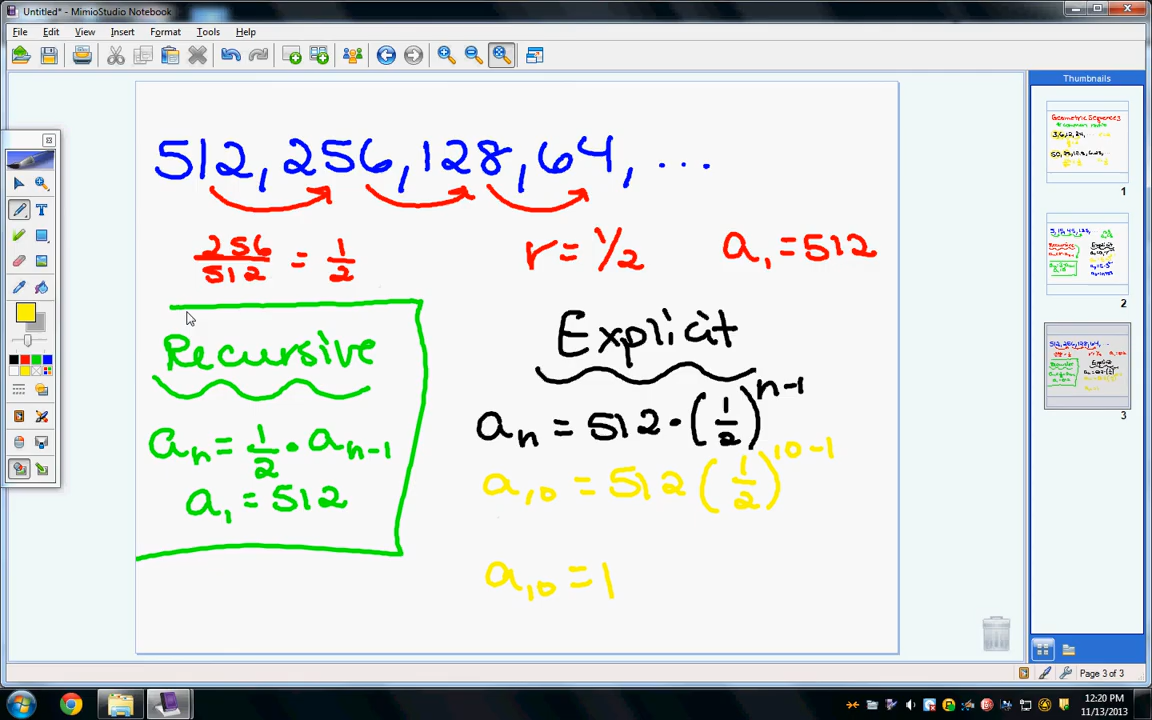 Untitled* - MimioStudio Notebook
File Edit View Insert Format Tools Help
Thumbnails
512, 256, 128, 64, ...
256/512 = 1/2 r = 1/2 a₁ = 512
Recursive
aₙ = 1/2 · aₙ₋₁
a₁ = 512
Explicit
aₙ = 512 · (1/2)ⁿ⁻¹
a₁₀ = 512 (1/2)¹⁰⁻¹
a₁₀ = 1
1
2
3
Page 3 of 3
12:20 PM
11/13/2013